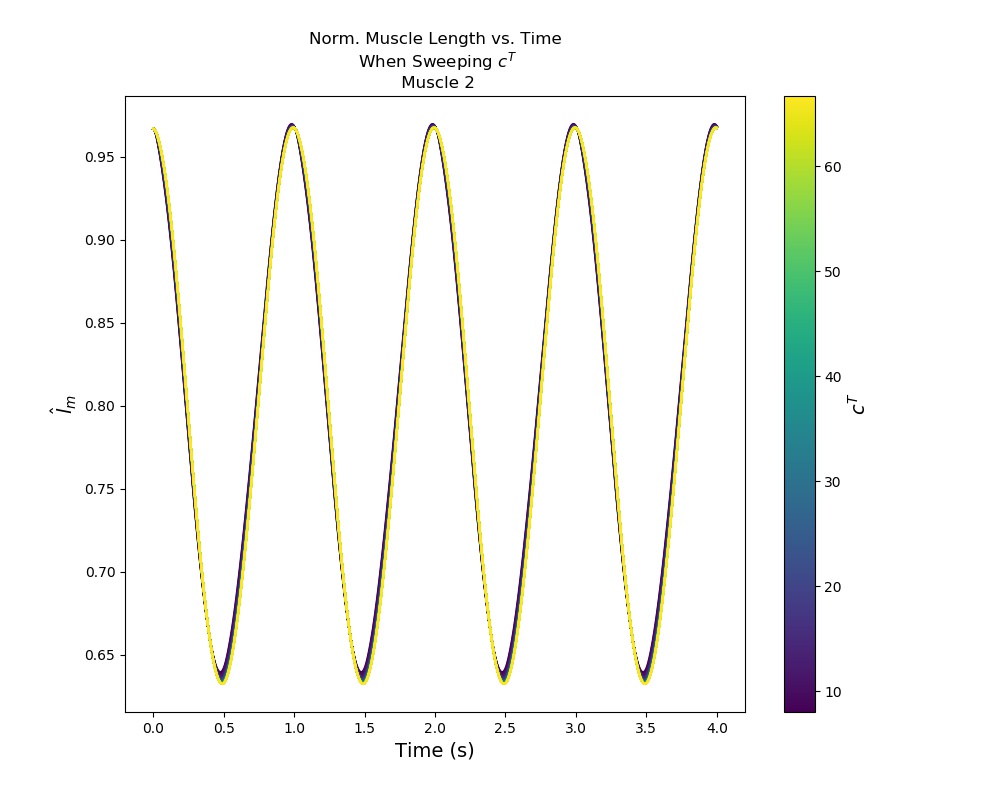 Norm. Muscle Length vs. Time
When Sweeping $c^T$
Muscle 2
0.95
0.90
0.85
0.80
0.75
0.70
0.65
$\hat{l}_m$
0.0 0.5 1.0 1.5 2.0 2.5 3.0 3.5 4.0
Time (s)
60
50
40
30
20
10
$c^T$